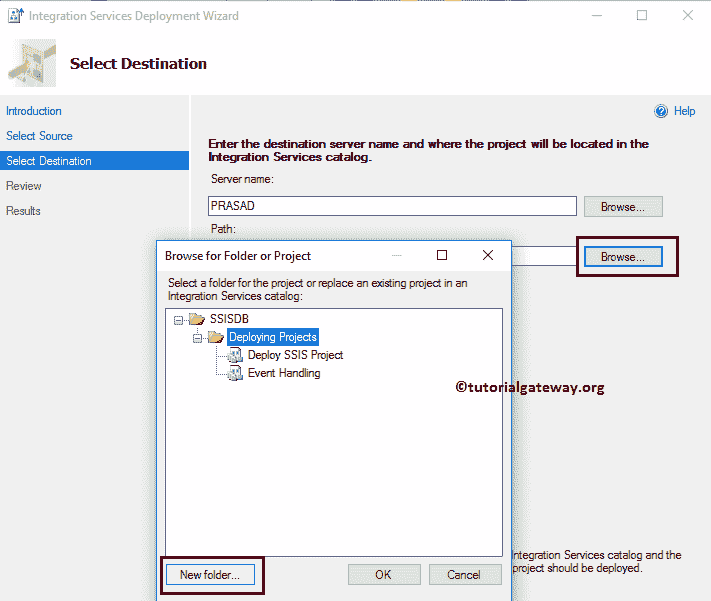 Integration Services Deployment Wizard
Select Destination
Introduction
Select Source
Select Destination
Review
Results
Help
Enter the destination server name and where the project will be located in the
Integration Services catalog.
Server name:
PRASAD
Browse...
Path:
Browse...
Browse for Folder or Project
Select a folder for the project or replace an existing project in an
Integration Services catalog:
SSISDB
Deploying Projects
Deploy SSIS Project
Event Handling
©tutorialgateway.org
Integration Services catalog and the
project should be deployed.
New folder...
OK
Cancel